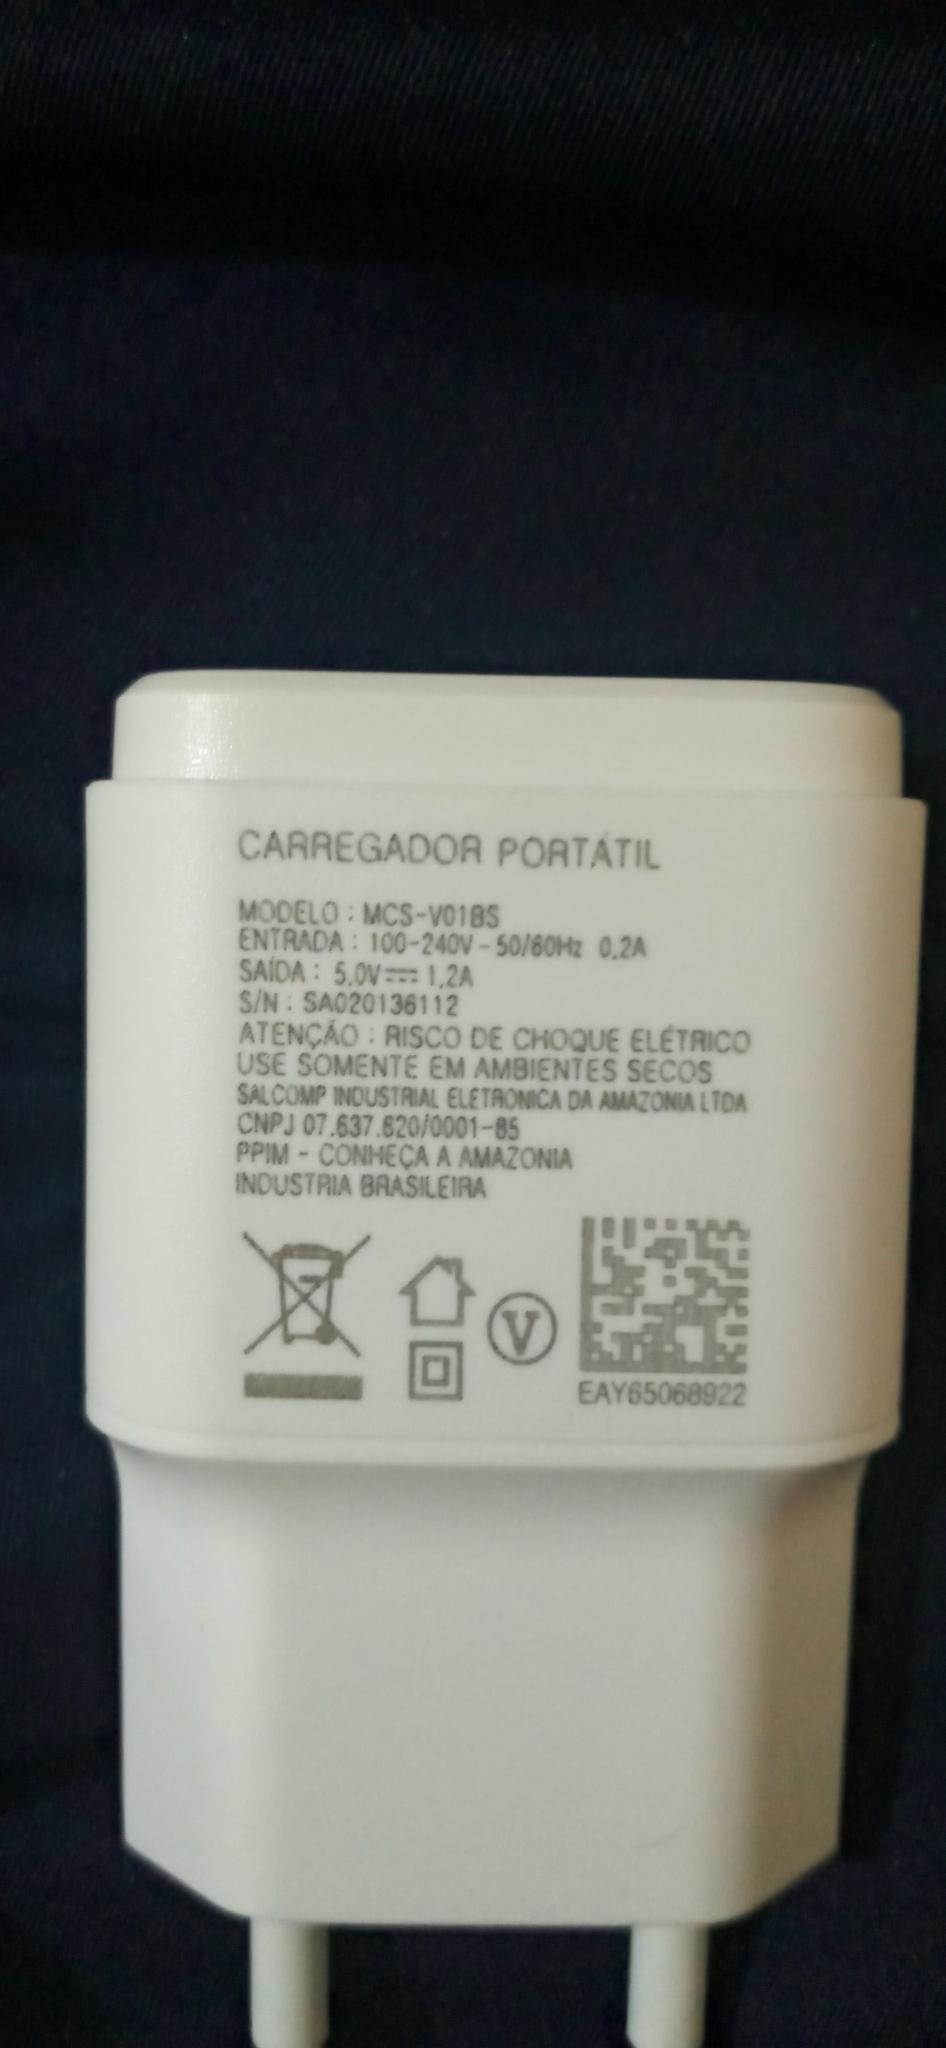 CARREGADOR PORTÁTIL
MODELO : MCS-V01BS
ENTRADA : 100-240V ~ 50/60Hz 0.2A
SAÍDA : 5.0V⎓1.2A
S/N : SA020136112
ATENÇÃO : RISCO DE CHOQUE ELÉTRICO
USE SOMENTE EM AMBIENTES SECOS
SALCOMP INDUSTRIAL ELETRONICA DA AMAZONIA LTDA
CNPJ 07.637.620/0001-85
PPIM - CONHEÇA A AMAZONIA
INDUSTRIA BRASILEIRA
V
EAY65068922